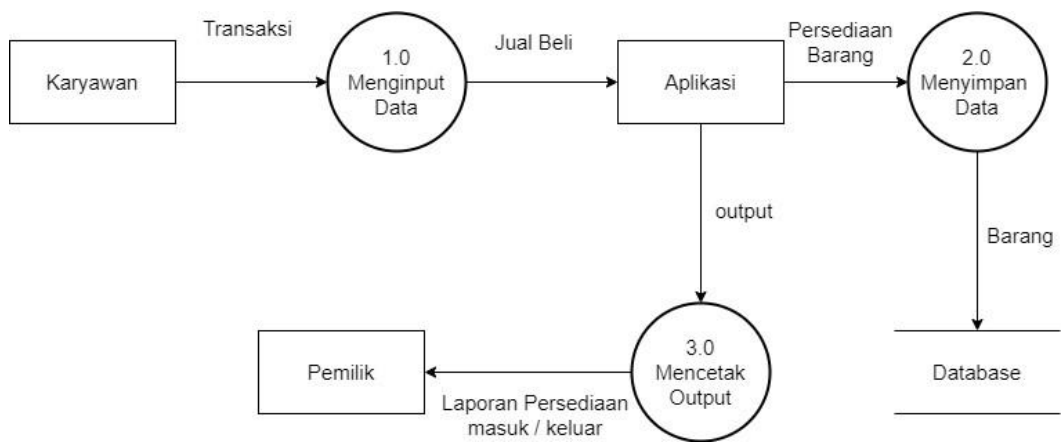 Transaksi
Karyawan
1.0
Menginput
Data
Jual Beli
Aplikasi
Persediaan
Barang
2.0
Menyimpan
Data
output
Barang
Pemilik
Laporan Persediaan
masuk / keluar
3.0
Mencetak
Output
Database